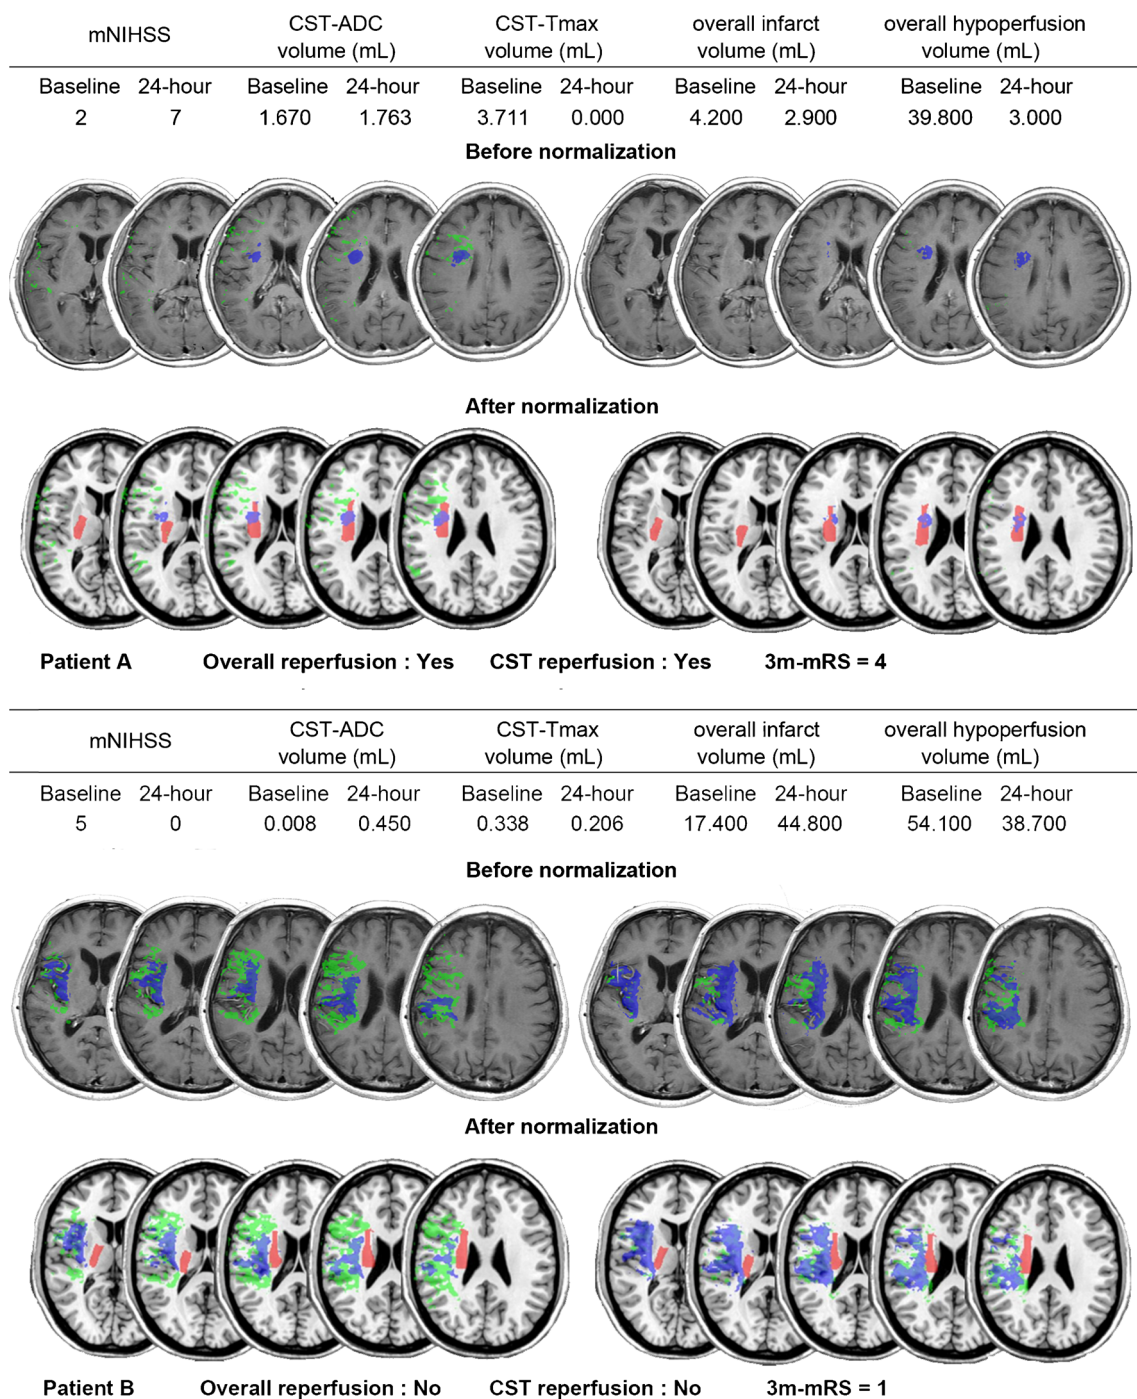 mNIHSS CST-ADC volume (mL) CST-Tmax volume (mL) overall infarct volume (mL) overall hypoperfusion volume (mL)
Baseline 24-hour Baseline 24-hour Baseline 24-hour Baseline 24-hour Baseline 24-hour
2 7 1.670 1.763 3.711 0.000 4.200 2.900 39.800 3.000
Before normalization
After normalization
Patient A Overall reperfusion : Yes CST reperfusion : Yes 3m-mRS = 4
mNIHSS CST-ADC volume (mL) CST-Tmax volume (mL) overall infarct volume (mL) overall hypoperfusion volume (mL)
Baseline 24-hour Baseline 24-hour Baseline 24-hour Baseline 24-hour Baseline 24-hour
5 0 0.008 0.450 0.338 0.206 17.400 44.800 54.100 38.700
Before normalization
After normalization
Patient B Overall reperfusion : No CST reperfusion : No 3m-mRS = 1